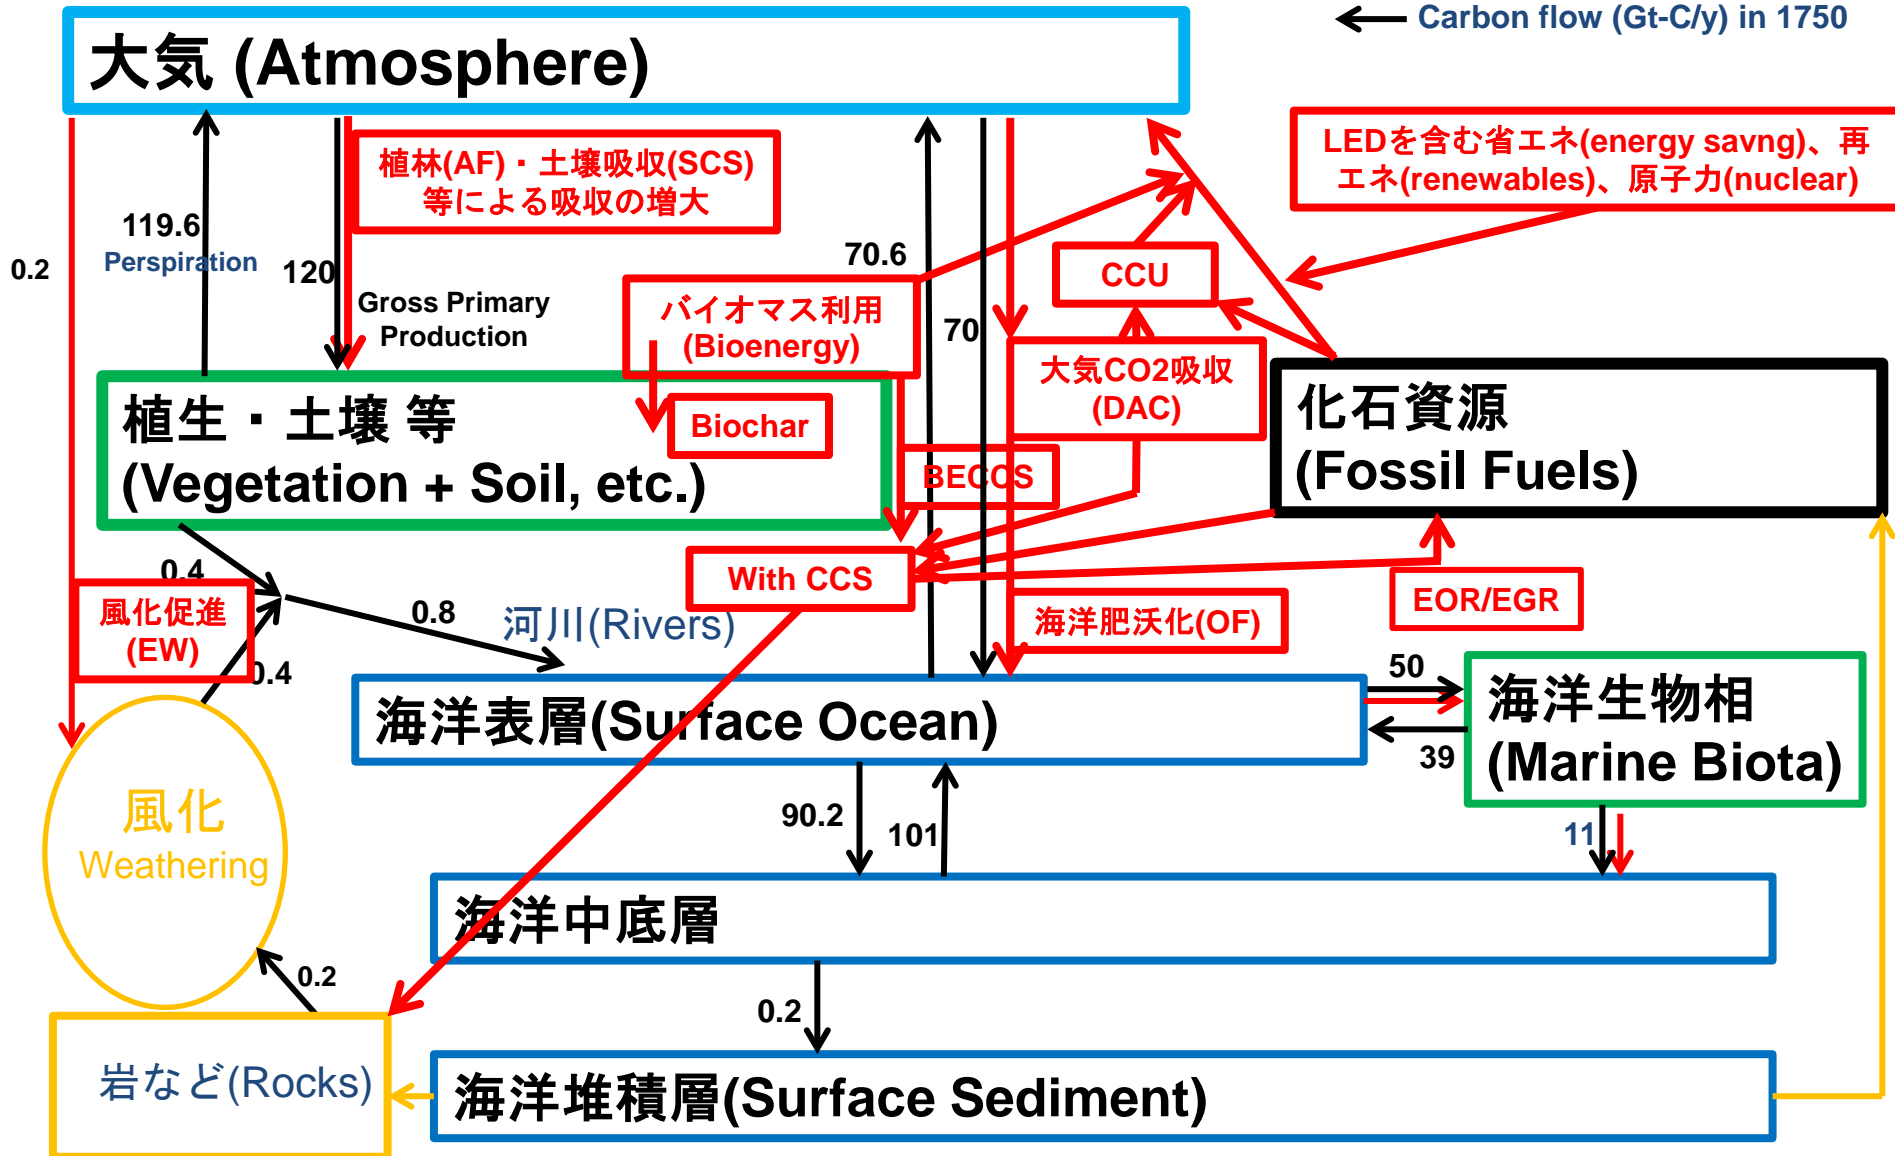 Carbon flow (Gt-C/y) in 1750
大気 (Atmosphere)
LEDを含む省エネ(energy savng)、再
エネ(renewables)、原子力(nuclear)
植林(AF)・土壌吸収(SCS)
等による吸収の増大
119.6
Perspiration
0.2
120
70.6
CCU
Gross Primary
Production
バイオマス利用
(Bioenergy)
70
大気CO2吸収
(DAC)
化石資源
(Fossil Fuels)
植生・土壌 等
(Vegetation + Soil, etc.)
Biochar
BECCS
With CCS
0.4
EOR/EGR
風化促進
(EW)
0.8
河川(Rivers)
海洋肥沃化(OF)
0.4
50
海洋表層(Surface Ocean)
39
海洋生物相
(Marine Biota)
風化
Weathering
90.2
101
11
海洋中底層
0.2
0.2
岩など(Rocks)
海洋堆積層(Surface Sediment)